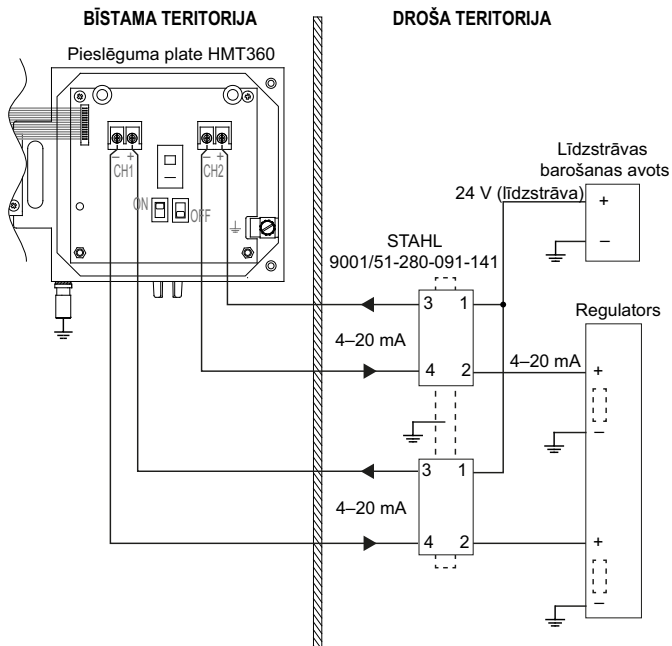 BĪSTAMA TERITORIJA
DROŠA TERITORIJA
Pieslēguma plate HMT360
– +
CH1
– +
CH2
ON
OFF
Līdzstrāvas
barošanas avots
24 V (līdzstrāva)
+
–
STAHL
9001/51-280-091-141
3 1
4–20 mA
4 2
4–20 mA
Regulators
+
–
3 1
4–20 mA
4 2
+
–